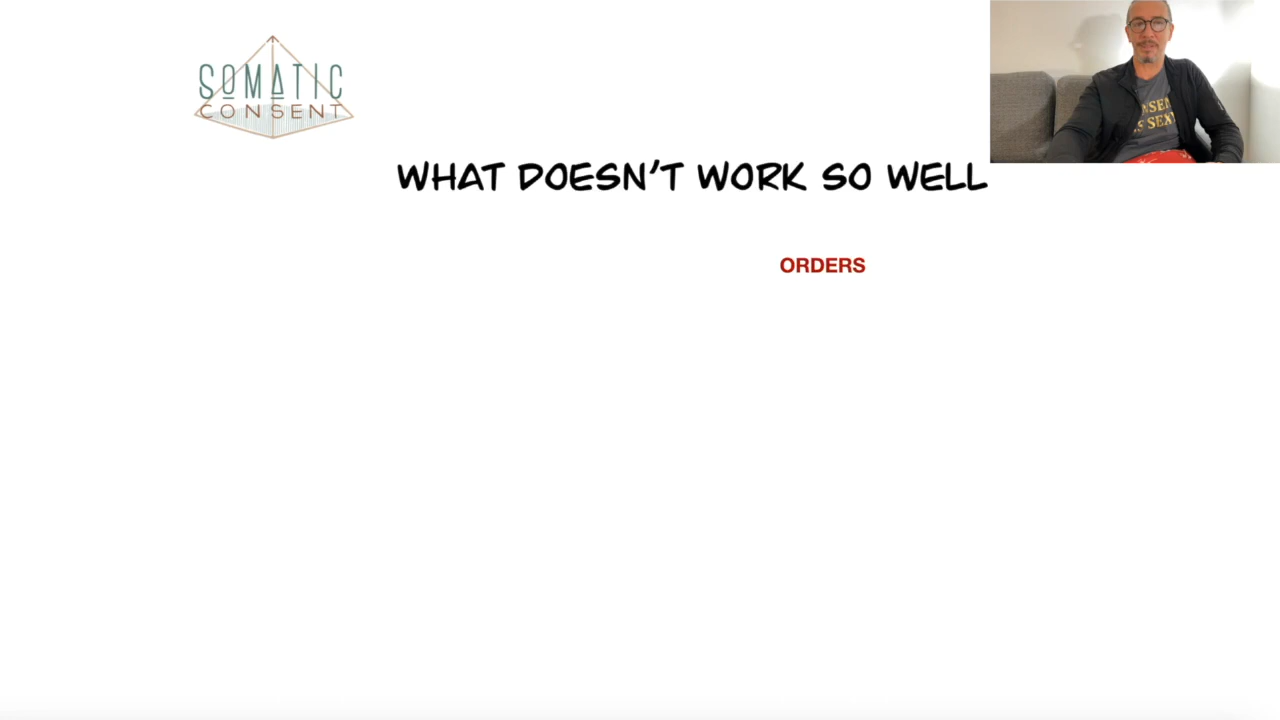 SOMATIC
CONSENT
WHAT DOESN'T WORK SO WELL
ORDERS